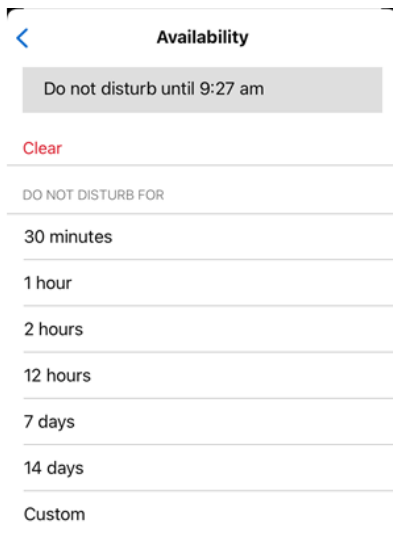 Availability
Do not disturb until 9:27 am
Clear
DO NOT DISTURB FOR
30 minutes
1 hour
2 hours
12 hours
7 days
14 days
Custom